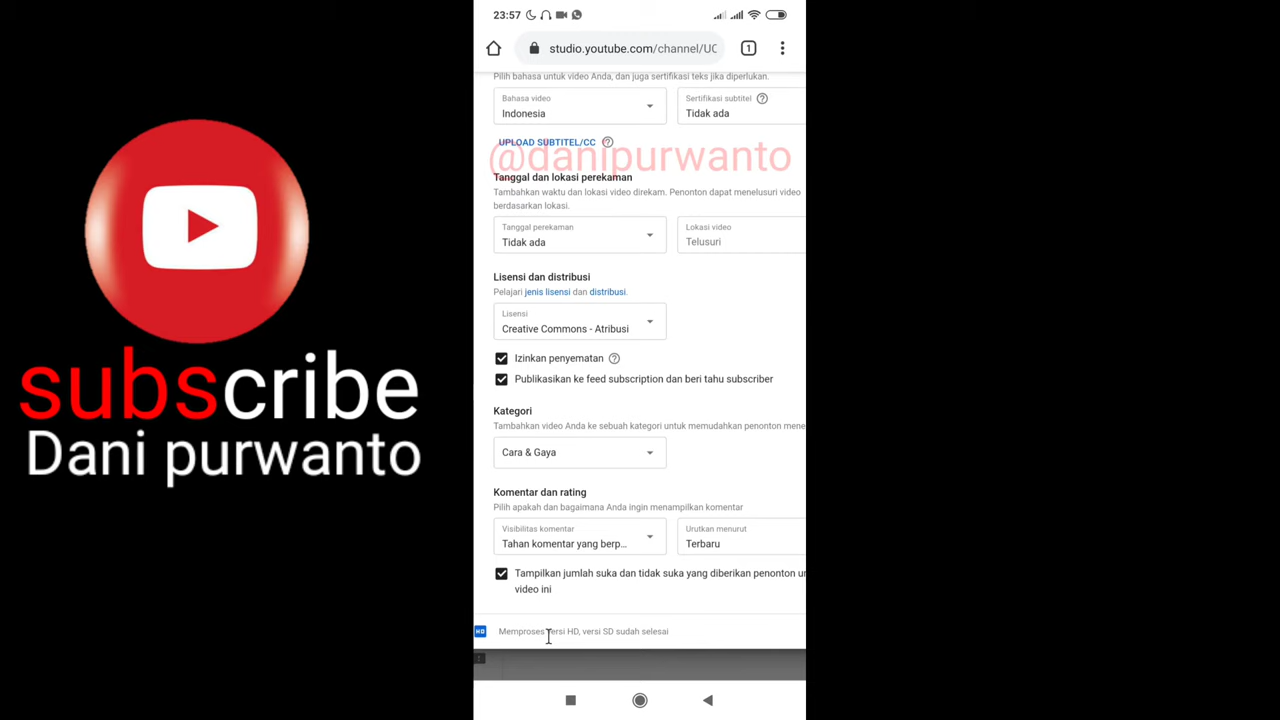 23:57
studio.youtube.com/channel/UC
1
Pilih bahasa untuk video Anda, dan juga sertifikasi teks jika diperlukan.
Bahasa video
Indonesia
Sertifikasi subtitel
Tidak ada
UPLOAD SUBTITEL/CC
@danipurwanto
Tanggal dan lokasi perekaman
Tambahkan waktu dan lokasi video direkam. Penonton dapat menelusuri video
berdasarkan lokasi.
Tanggal perekaman
Tidak ada
Lokasi video
Telusuri
Lisensi dan distribusi
Pelajari jenis lisensi dan distribusi.
Lisensi
Creative Commons - Atribusi
Izinkan penyematan
Publikasikan ke feed subscription dan beri tahu subscriber
Kategori
Tambahkan video Anda ke sebuah kategori untuk memudahkan penonton mene
Cara & Gaya
Komentar dan rating
Pilih apakah dan bagaimana Anda ingin menampilkan komentar
Visibilitas komentar
Tahan komentar yang berp...
Urutkan menurut
Terbaru
Tampilkan jumlah suka dan tidak suka yang diberikan penonton un
video ini
HD
Memproses versi HD, versi SD sudah selesai
subscribe
Dani purwanto